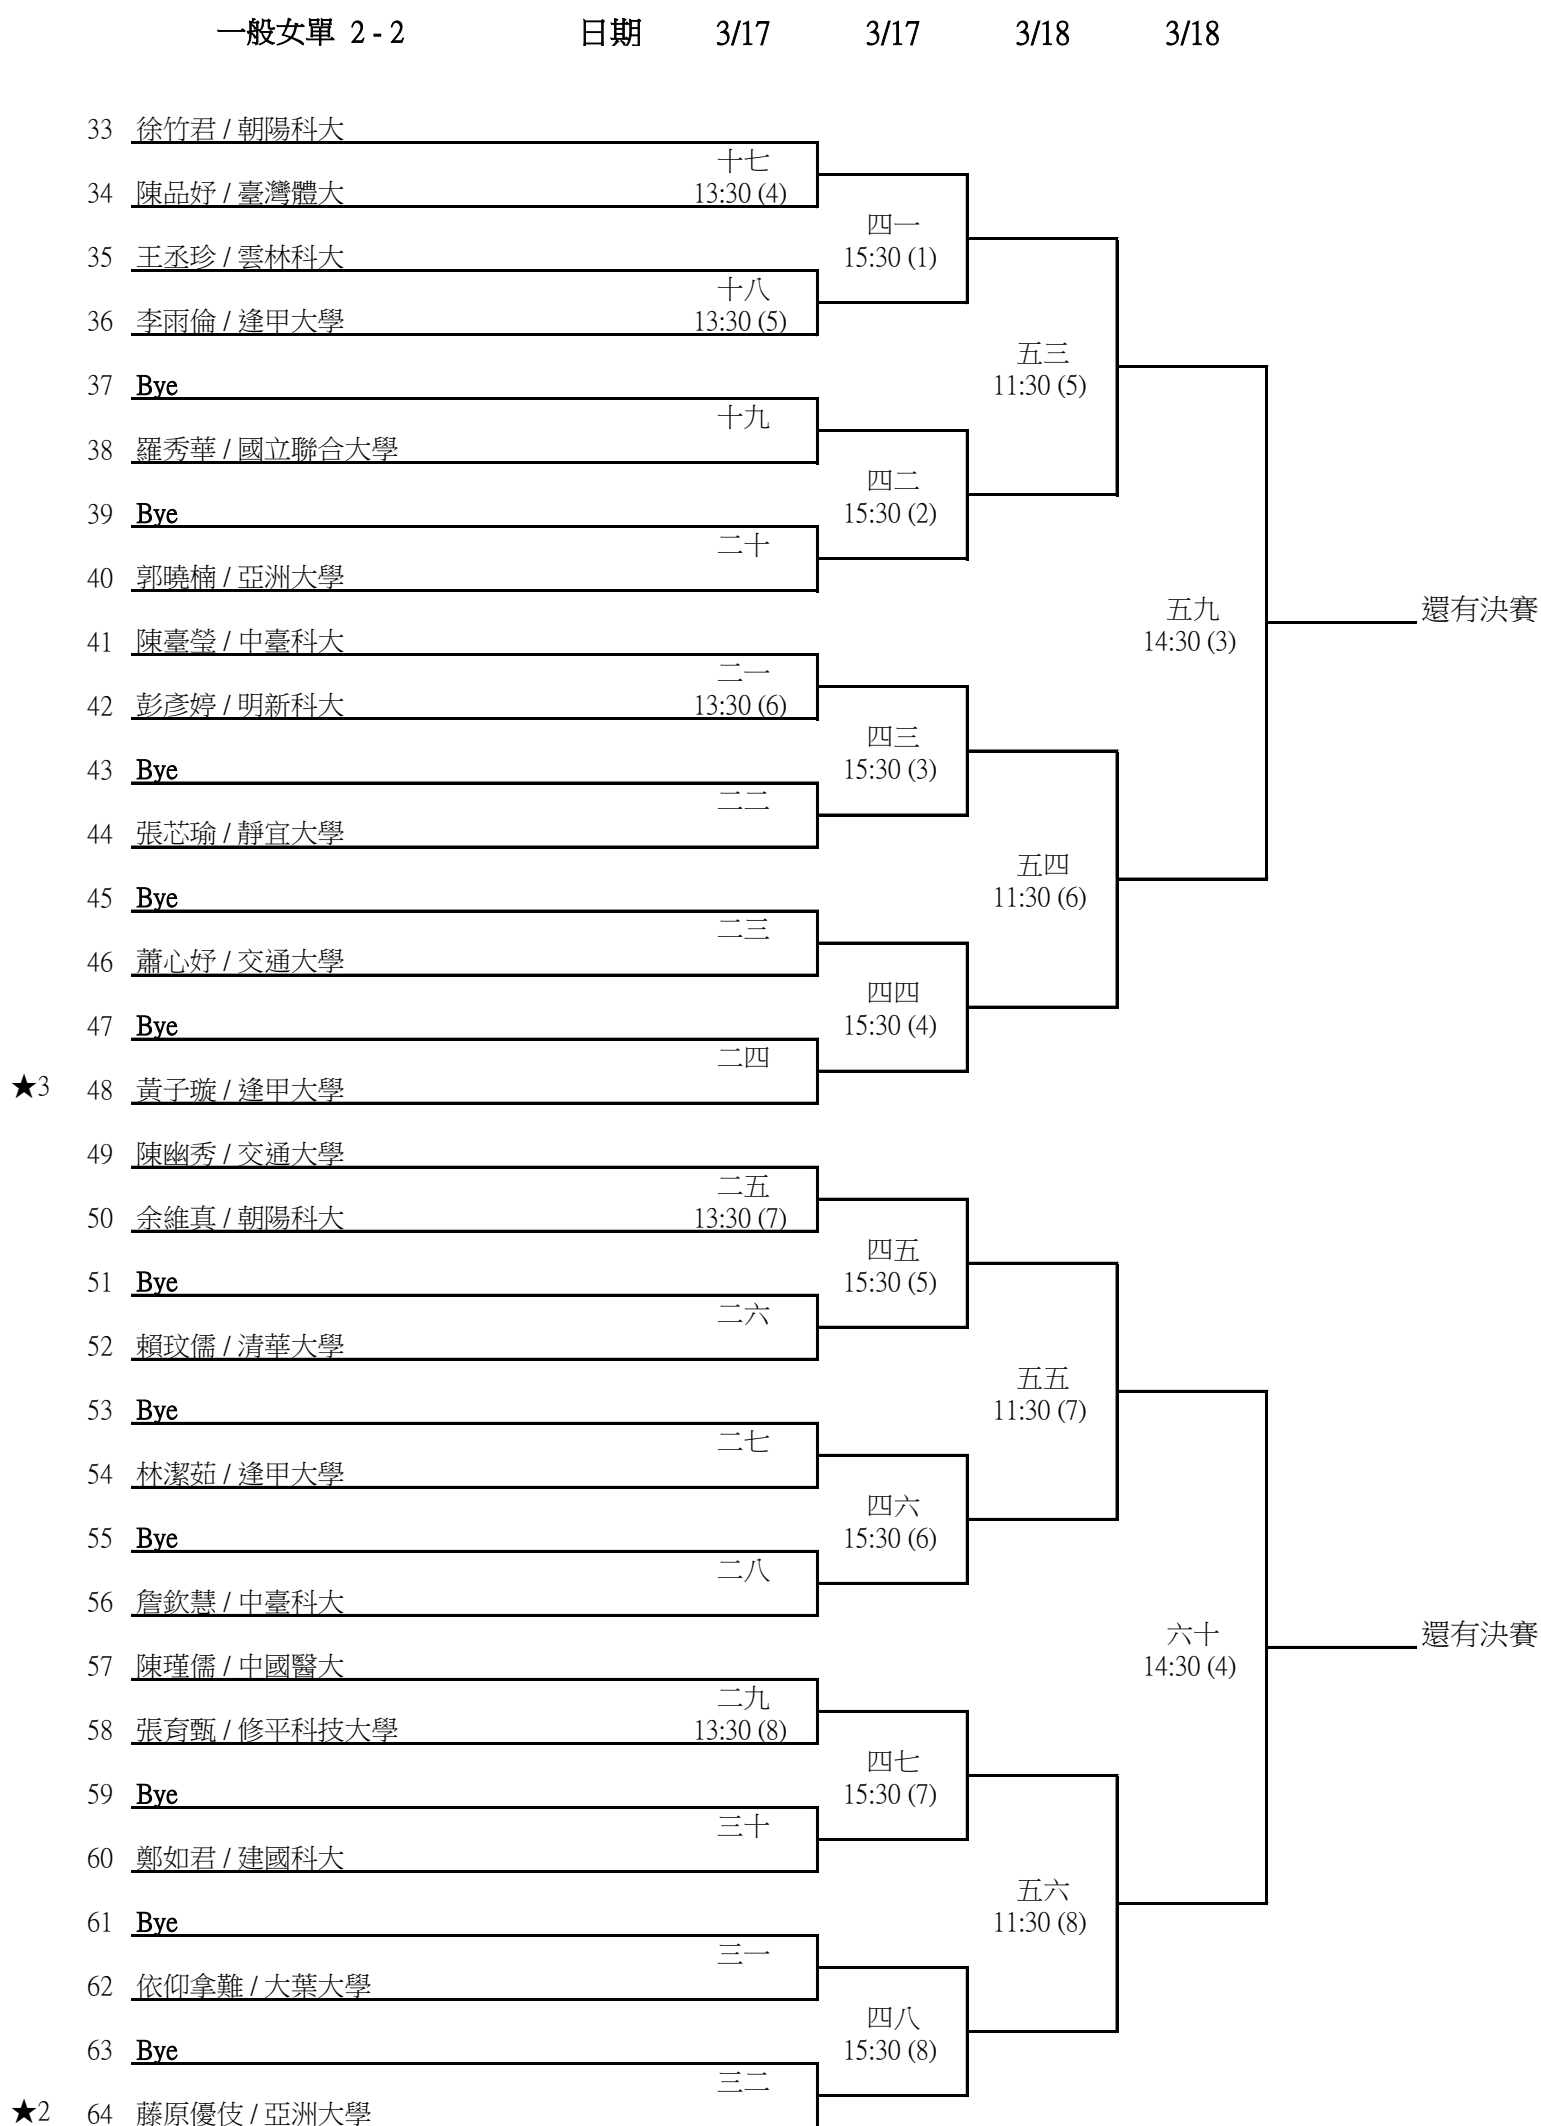 一般女單 2 - 2 日期 3/17 3/17 3/18 3/18
33 徐竹君 / 朝陽科大
十七
34 陳品妤 / 臺灣體大 13:30 (4)
四一
35 王丞珍 / 雲林科大 15:30 (1)
十八
36 李雨倫 / 逢甲大學 13:30 (5)
五三
37 Bye 11:30 (5)
十九
38 羅秀華 / 國立聯合大學
四二
39 Bye 15:30 (2)
二十
40 郭曉楠 / 亞洲大學
五九 還有決賽
41 陳臺瑩 / 中臺科大 14:30 (3)
二一
42 彭彥婷 / 明新科大 13:30 (6)
四三
43 Bye 15:30 (3)
二二
44 張芯瑜 / 靜宜大學
五四
45 Bye 11:30 (6)
二三
46 蕭心妤 / 交通大學
四四
47 Bye 15:30 (4)
二四
★3 48 黃子璇 / 逢甲大學
49 陳幽秀 / 交通大學
二五
50 余維真 / 朝陽科大 13:30 (7)
四五
51 Bye 15:30 (5)
二六
52 賴玟儒 / 清華大學
五五
53 Bye 11:30 (7)
二七
54 林潔茹 / 逢甲大學
四六
55 Bye 15:30 (6)
二八
56 詹欽慧 / 中臺科大
六十 還有決賽
57 陳瑾儒 / 中國醫大 14:30 (4)
二九
58 張育甄 / 修平科技大學 13:30 (8)
四七
59 Bye 15:30 (7)
三十
60 鄭如君 / 建國科大
五六
61 Bye 11:30 (8)
三一
62 依仰拿難 / 大葉大學
四八
63 Bye 15:30 (8)
三二
★2 64 藤原優伎 / 亞洲大學